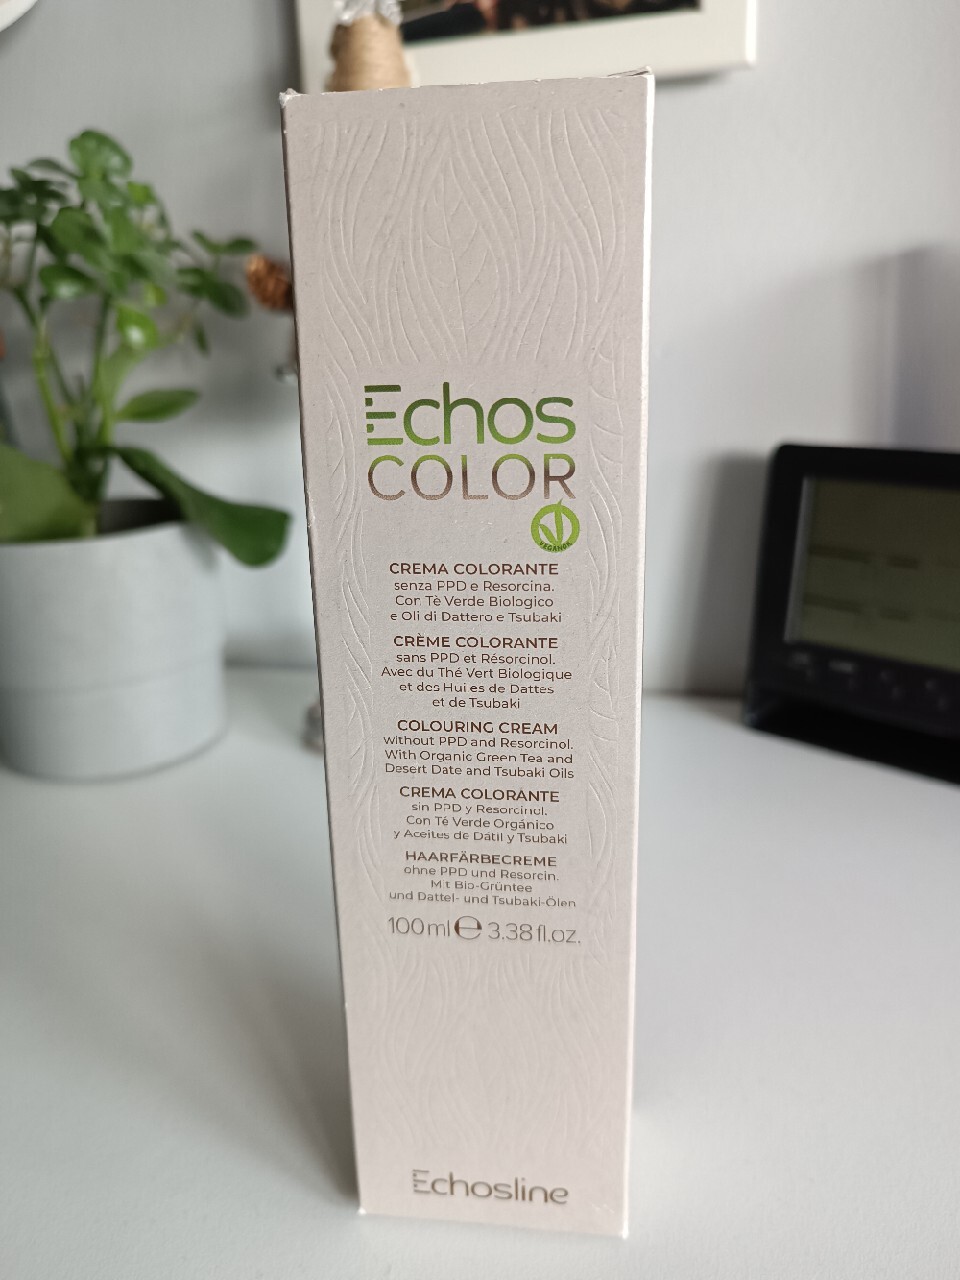 Echos
COLOR
VEGANOK
CREMA COLORANTE
senza PPD e Resorcina.
Con Tè Verde Biologico
e Oli di Dattero e Tsubaki
CRÈME COLORANTE
sans PPD et Résorcinol.
Avec du Thé Vert Biologique
et des Huiles de Dattes
et de Tsubaki
COLOURING CREAM
without PPD and Resorcinol.
With Organic Green Tea and
Desert Date and Tsubaki Oils
CREMA COLORANTE
sin PPD y Resorcinol.
Con Té Verde Orgánico
y Aceites de Dátil y Tsubaki
HAARFÄRBECREME
ohne PPD und Resorcin.
Mit Bio-Grüntee
und Dattel- und Tsubaki-Ölen
100 ml e 3.38 fl.oz.
Echosline